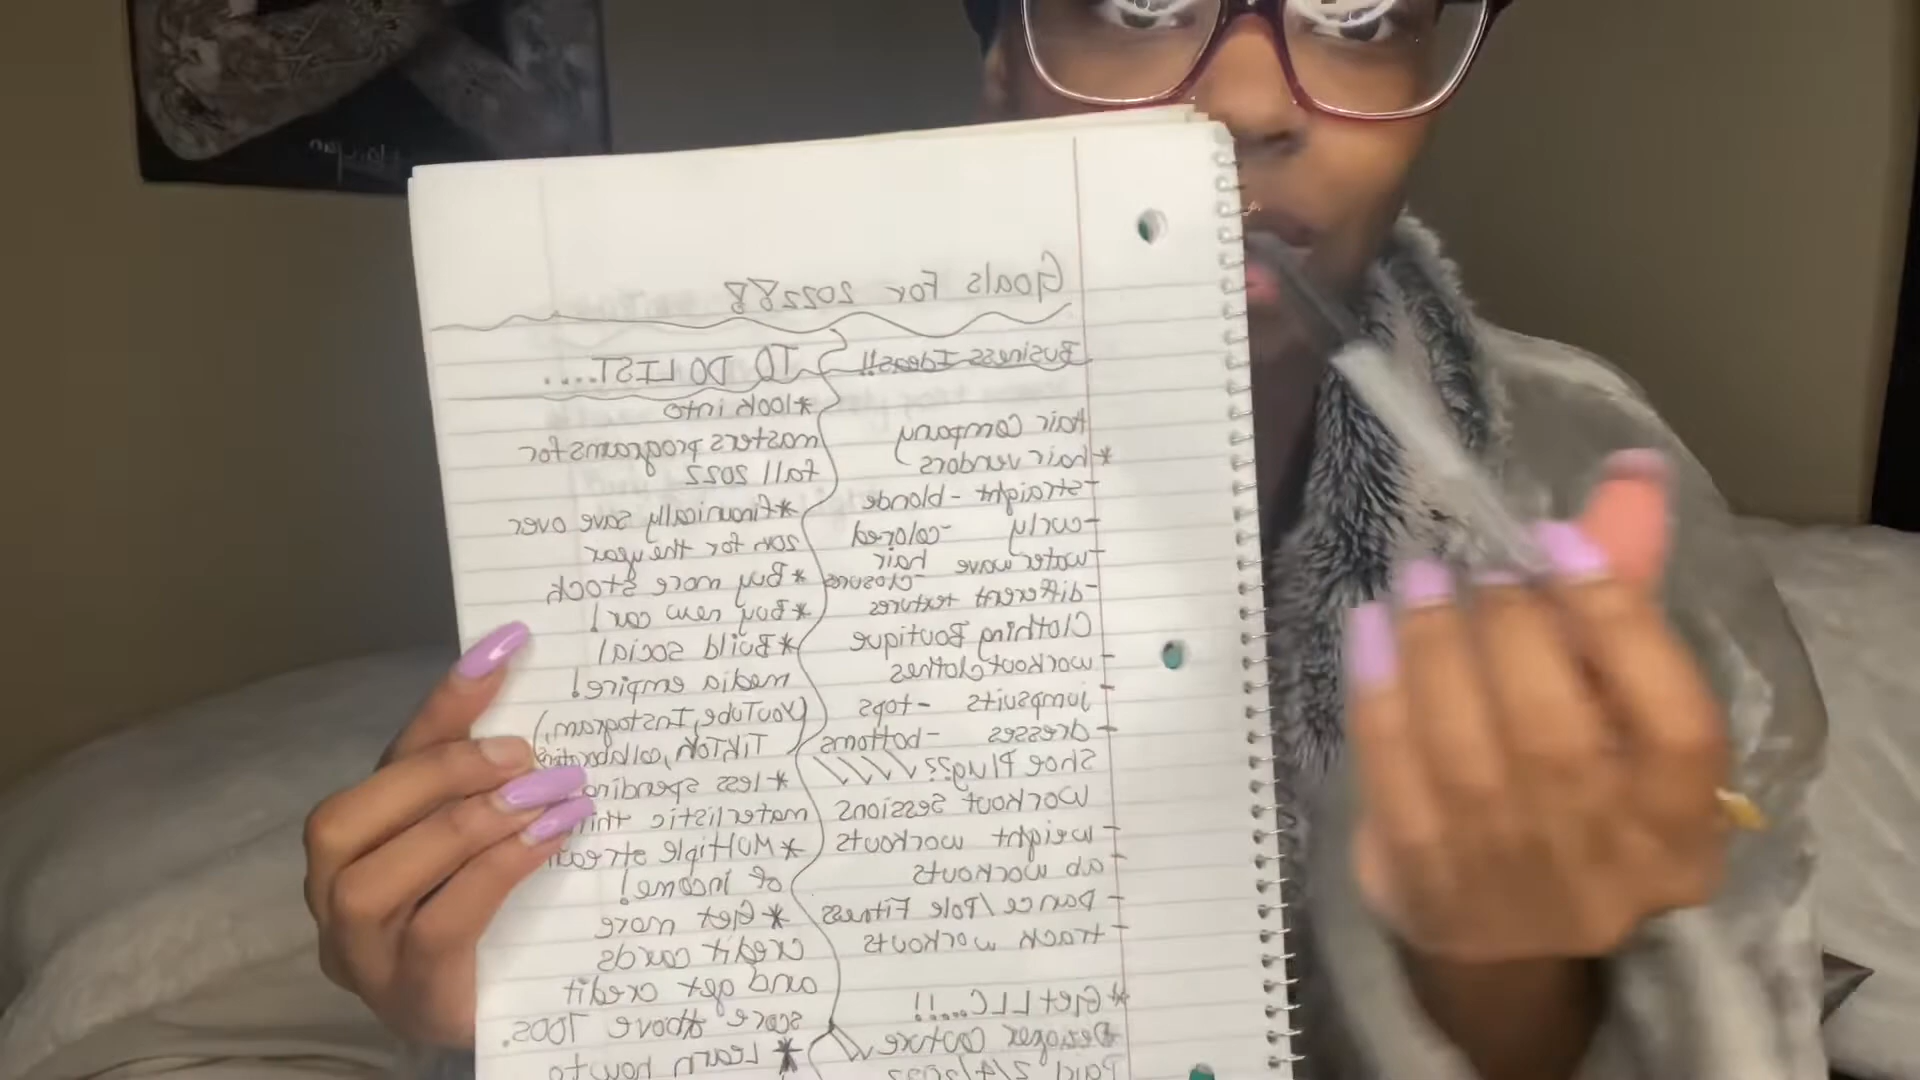 Goals For 2022
Business Ideas!!
Hair Company
*hair vendors
-straight -blonde
-curly -colored
-water wave hair
-closures
-different textures
Clothing Boutique
-workout clothes
-jumpsuits -tops
-dresses -bottoms
Shoe Plug??
Workout Sessions
-weight workouts
-ab workouts
-Dance/Pole Fitness
-track workouts
*Get LLC....!!
Designer Couture
Paid
TO DO LIST....
*look into
masters programs for
fall 2022
*financially save over
for the year
*Buy more stock
*Buy new car!
*Build social
media empire!
(YouTube, Instagram,
TikTok,
*less spending
materlistic
*Multiple
of income!
*Get more
credit cards
and get credit
score above 700s.
*Learn how to